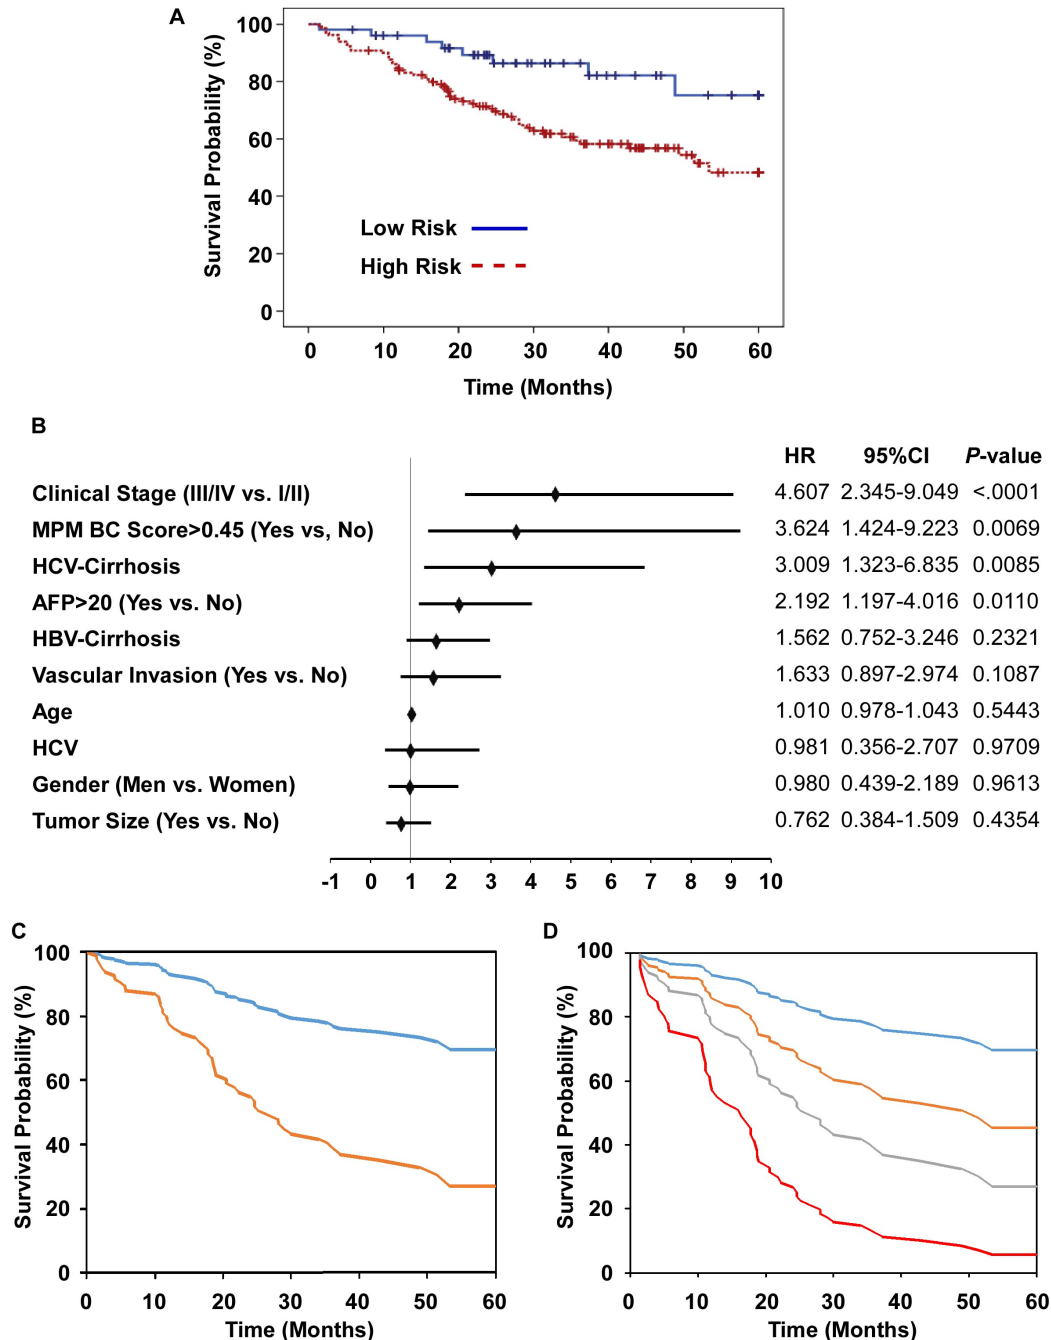 A
100
80
60
40
20
0
Survival Probability (%)
Low Risk
High Risk
0 10 20 30 40 50 60
Time (Months)
B
HR 95%CI P-value
Clinical Stage (III/IV vs. I/II) 4.607 2.345-9.049 <.0001
MPM BC Score>0.45 (Yes vs, No) 3.624 1.424-9.223 0.0069
HCV-Cirrhosis 3.009 1.323-6.835 0.0085
AFP>20 (Yes vs. No) 2.192 1.197-4.016 0.0110
HBV-Cirrhosis 1.562 0.752-3.246 0.2321
Vascular Invasion (Yes vs. No) 1.633 0.897-2.974 0.1087
Age 1.010 0.978-1.043 0.5443
HCV 0.981 0.356-2.707 0.9709
Gender (Men vs. Women) 0.980 0.439-2.189 0.9613
Tumor Size (Yes vs. No) 0.762 0.384-1.509 0.4354
-1 0 1 2 3 4 5 6 7 8 9 10
C
100
80
60
40
20
0
Survival Probability (%)
0 10 20 30 40 50 60
Time (Months)
D
100
80
60
40
20
0
Survival Probability (%)
0 10 20 30 40 50 60
Time (Months)